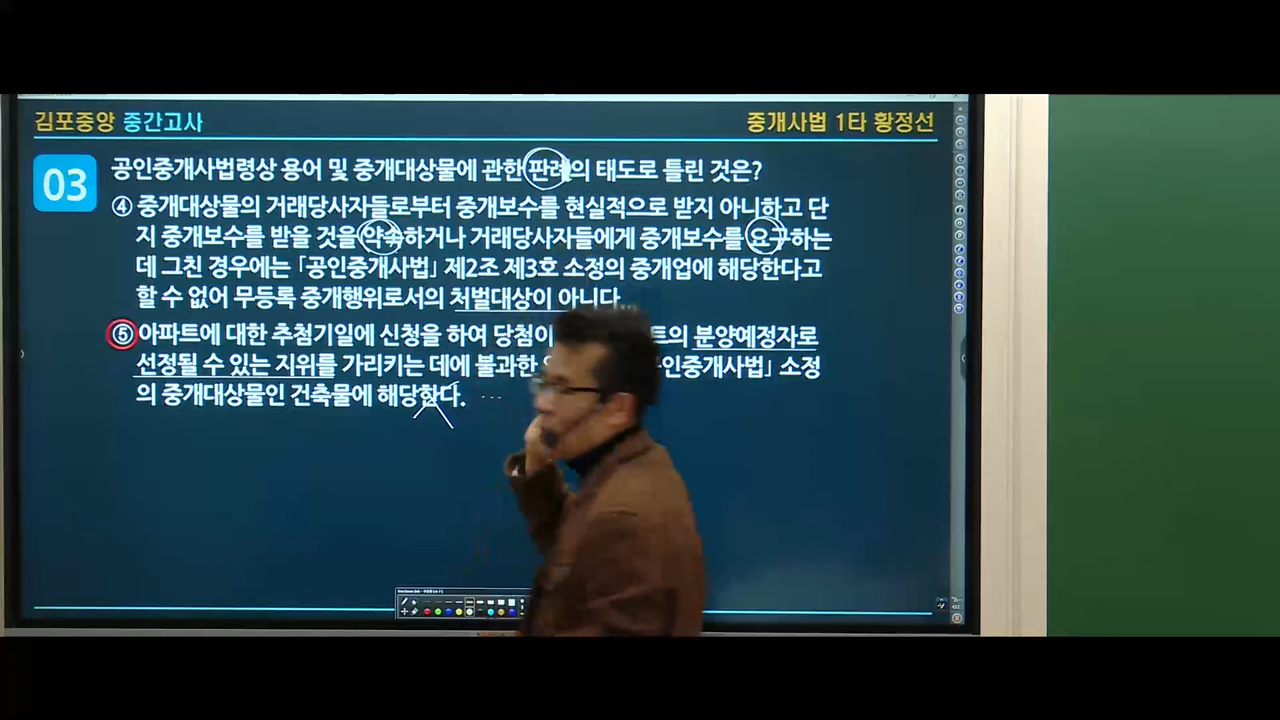 김포중앙 중간고사
중개사법 1타 황정선
03 공인중개사법령상 용어 및 중개대상물에 관한 판례의 태도로 틀린 것은?
④ 중개대상물의 거래당사자들로부터 중개보수를 현실적으로 받지 아니하고 단
지 중개보수를 받을 것을 약속하거나 거래당사자들에게 중개보수를 요구하는
데 그친 경우에는 「공인중개사법」 제2조 제3호 소정의 중개업에 해당한다고
할 수 없어 무등록 중개행위로서의 처벌대상이 아니다.
⑤ 아파트에 대한 추첨기일에 신청을 하여 당첨이 트의 분양예정자로
선정될 수 있는 지위를 가리키는 데에 불과한 인중개사법」 소정
의 중개대상물인 건축물에 해당한다.